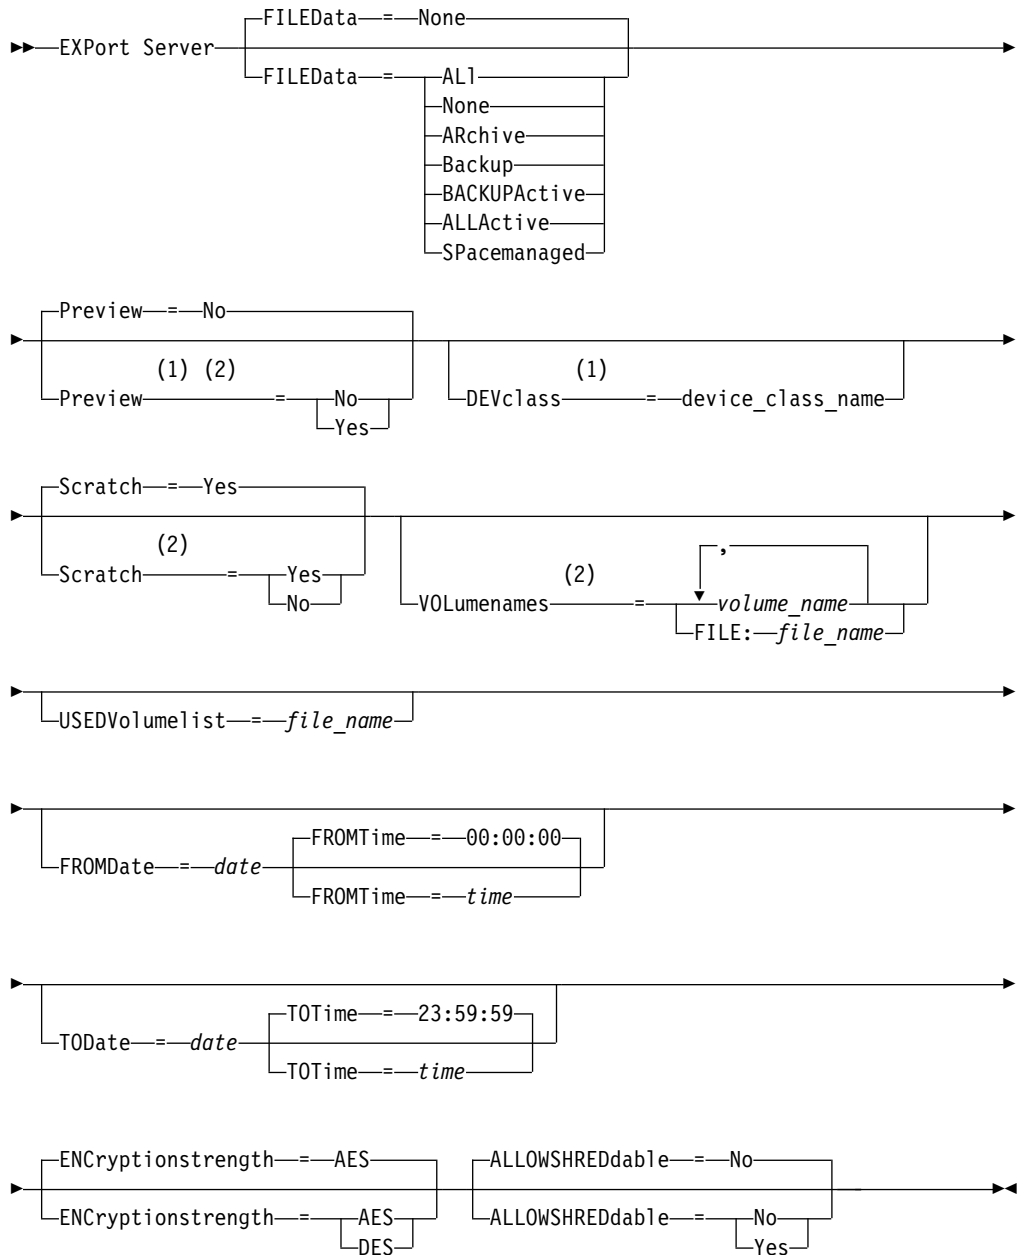 FILEData = None
EXPort Server
FILEData = ALl
None
ARchive
Backup
BACKUPActive
ALLActive
SPacemanaged
Preview = No
(1) (2)
Preview = No
Yes
(1)
DEVclass = device_class_name
Scratch = Yes
(2)
Scratch = Yes
No
,
(2)
VOLumenames = volume_name
FILE: file_name
USEDVolumelist = file_name
FROMTime = 00:00:00
FROMDate = date
FROMTime = time
TOTime = 23:59:59
TODate = date
TOTime = time
ENCryptionstrength = AES
ENCryptionstrength = AES
DES
ALLOWSHREDdable = No
ALLOWSHREDdable = No
Yes